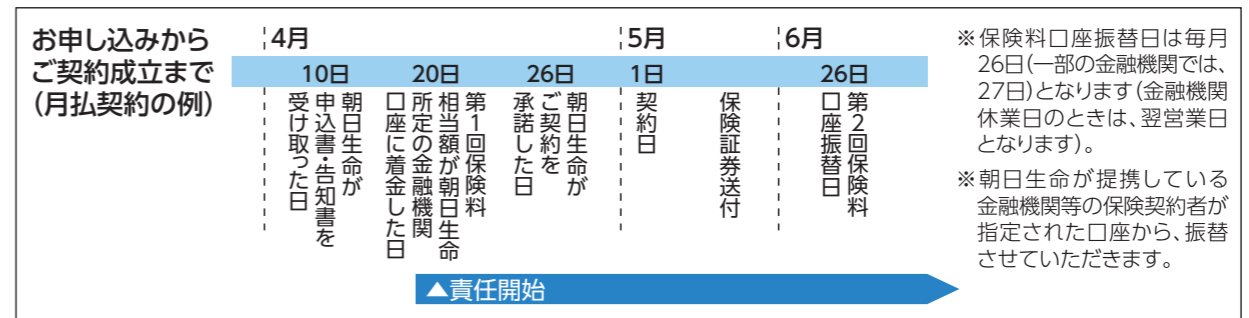 お申し込みから
ご契約成立まで
（月払契約の例）
4月
5月
6月
10日
20日
26日
1日
26日
朝日生命が
申込書・告知書を
受け取った日
第1回保険料
相当額が朝日生命
所定の金融機関
口座に着金した日
朝日生命が
ご契約を
承諾した日
契約日
保険証券送付
第2回保険料
口座振替日
▲責任開始
※保険料口座振替日は毎月
26日（一部の金融機関では、
27日）となります（金融機関
休業日のときは、翌営業日
となります）。
※朝日生命が提携している
金融機関等の保険契約者が
指定された口座から、振替
させていただきます。